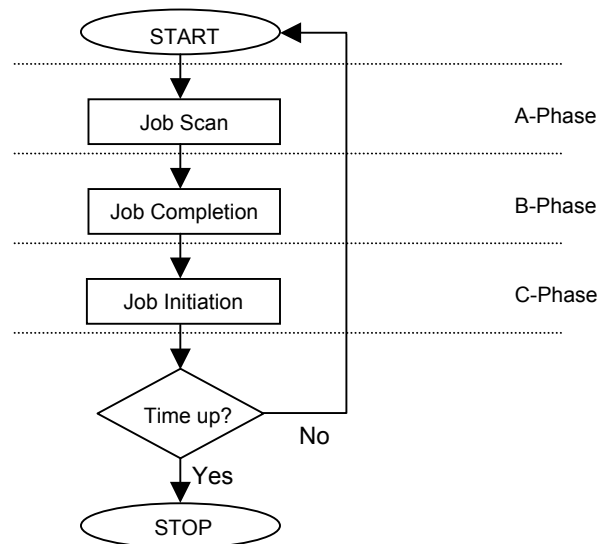 START
Job Scan
A-Phase
Job Completion
B-Phase
Job Initiation
C-Phase
Time up?
No
Yes
STOP